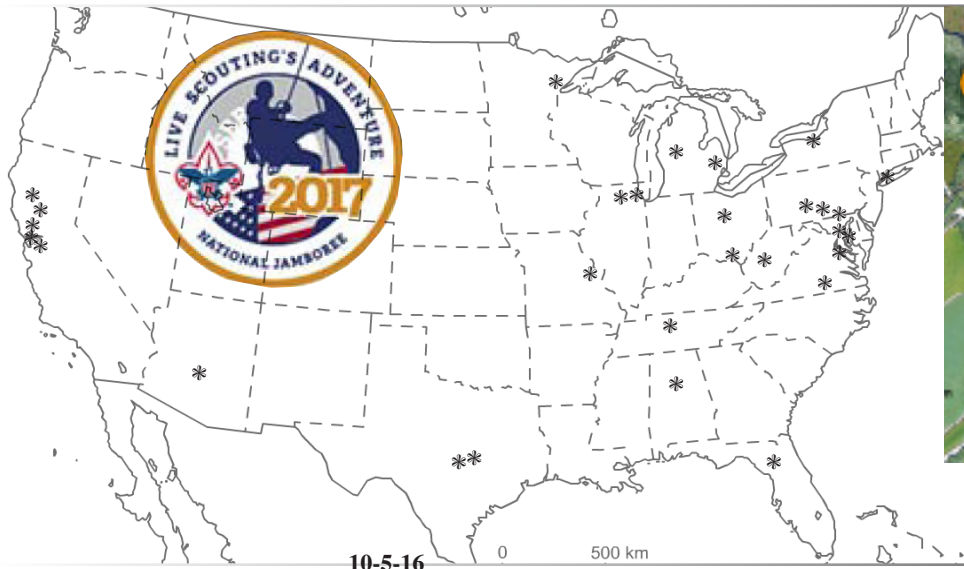 LIVE SCOUTING'S ADVENTURE
2017
NATIONAL JAMBOREE
10-5-16
0 500 km